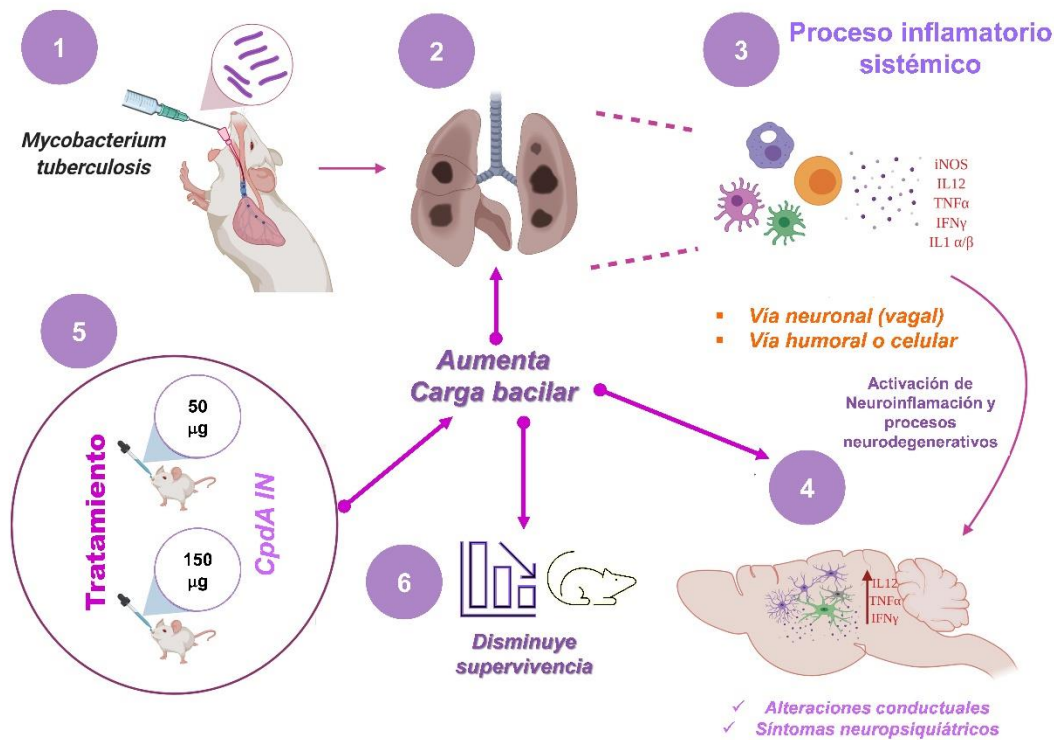 1
Mycobacterium
tuberculosis
2
3
Proceso inflamatorio
sistémico
iNOS
IL12
TNFα
IFNγ
IL1 α/β
▪ Vía neuronal (vagal)
▪ Vía humoral o celular
Activación de
Neuroinflamación y
procesos
neurodegenerativos
4
IL12
TNFα
IFNγ
✓ Alteraciones conductuales
✓ Síntomas neuropsiquiátricos
5
Tratamiento
50
µg
150
µg
CpdA IN
Aumenta
Carga bacilar
6
Disminuye
supervivencia